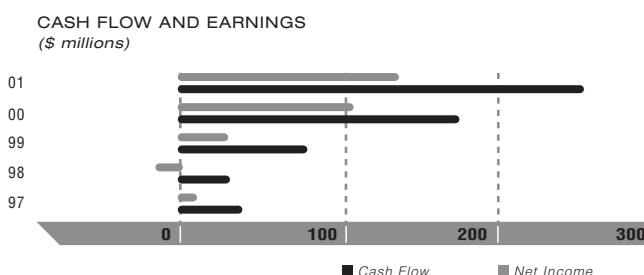 CASH FLOW AND EARNINGS
($ millions)
01
00
99
98
97
0 100 200 300
Cash Flow Net Income